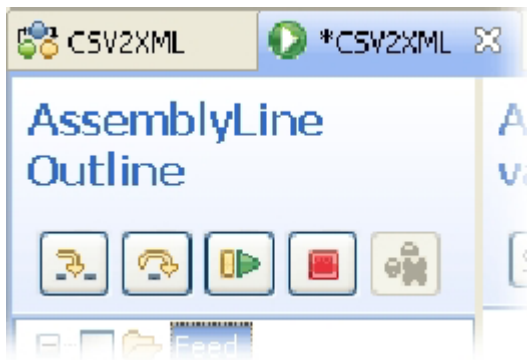 CSV2XML
*CSV2XML
AssemblyLine
Outline
A
v
Feed